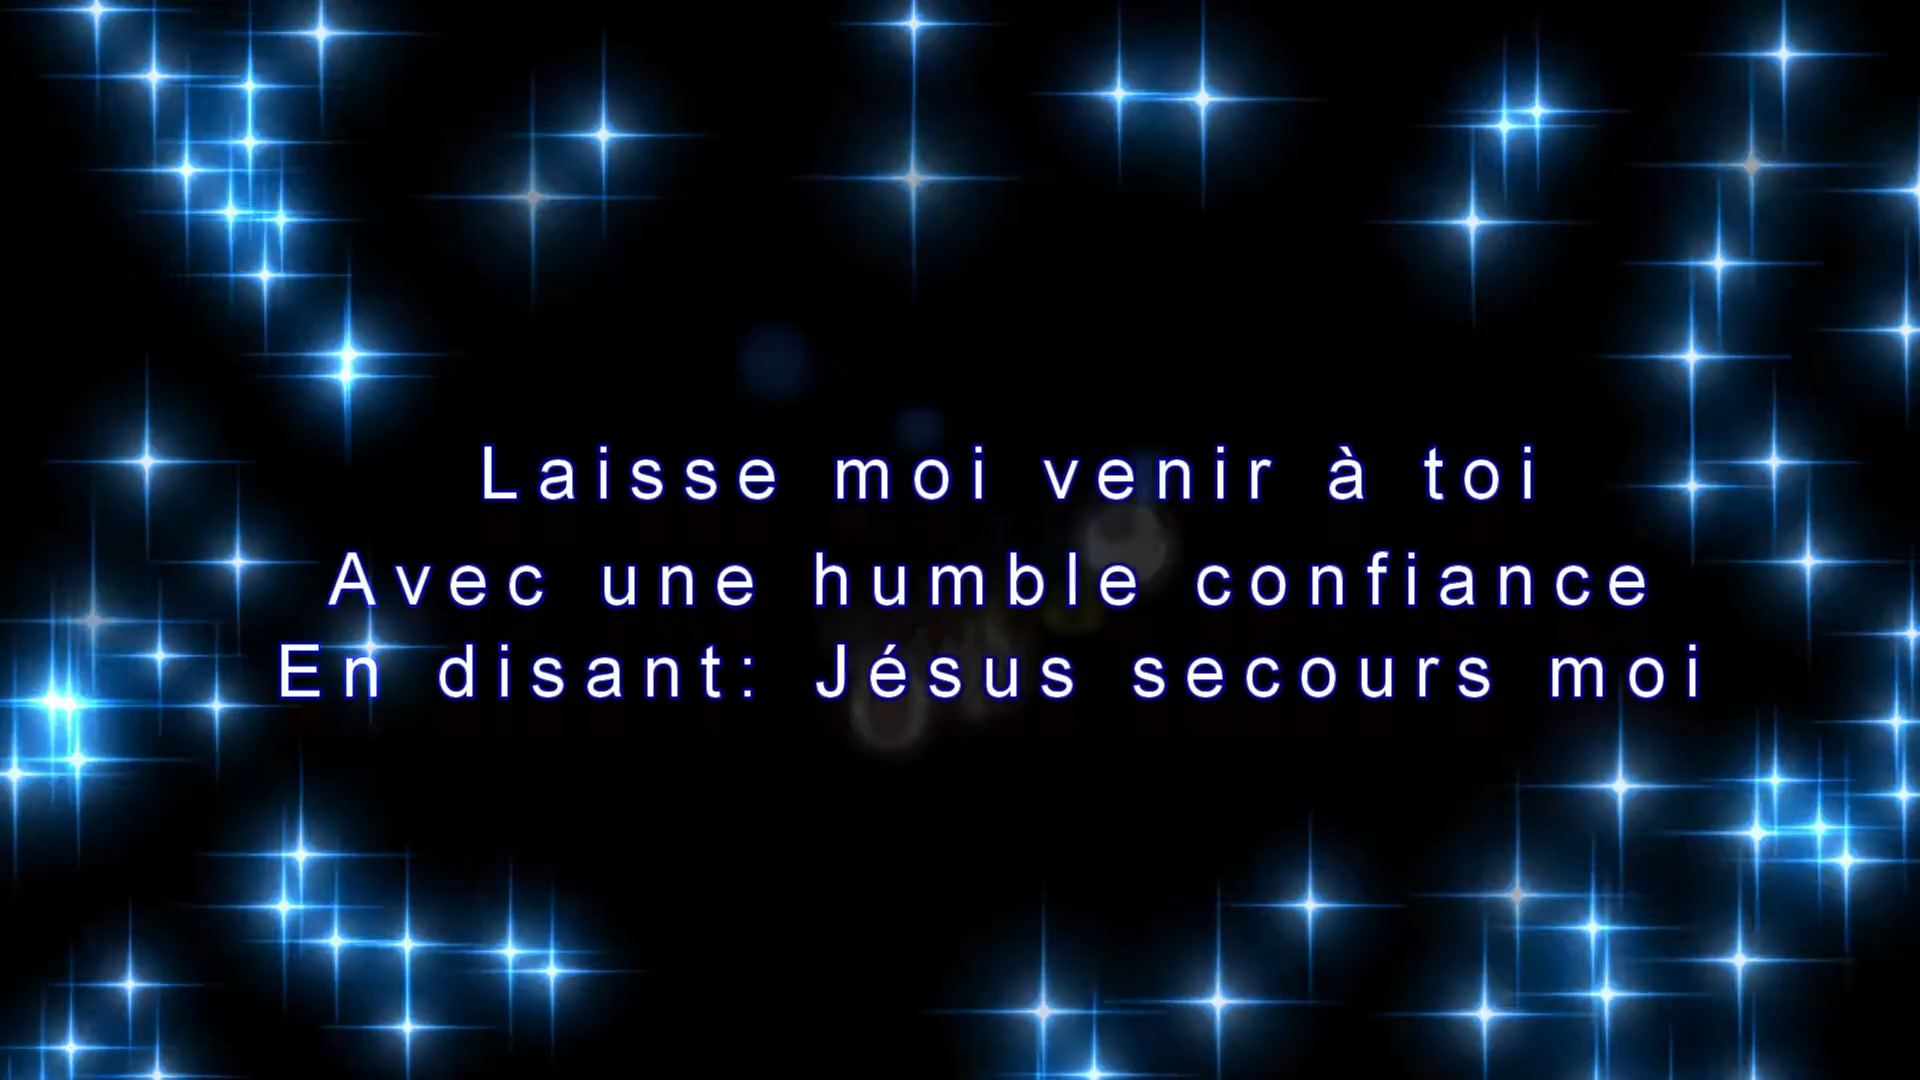 Laisse moi venir à toi
Avec une humble confiance
En disant: Jésus secours moi